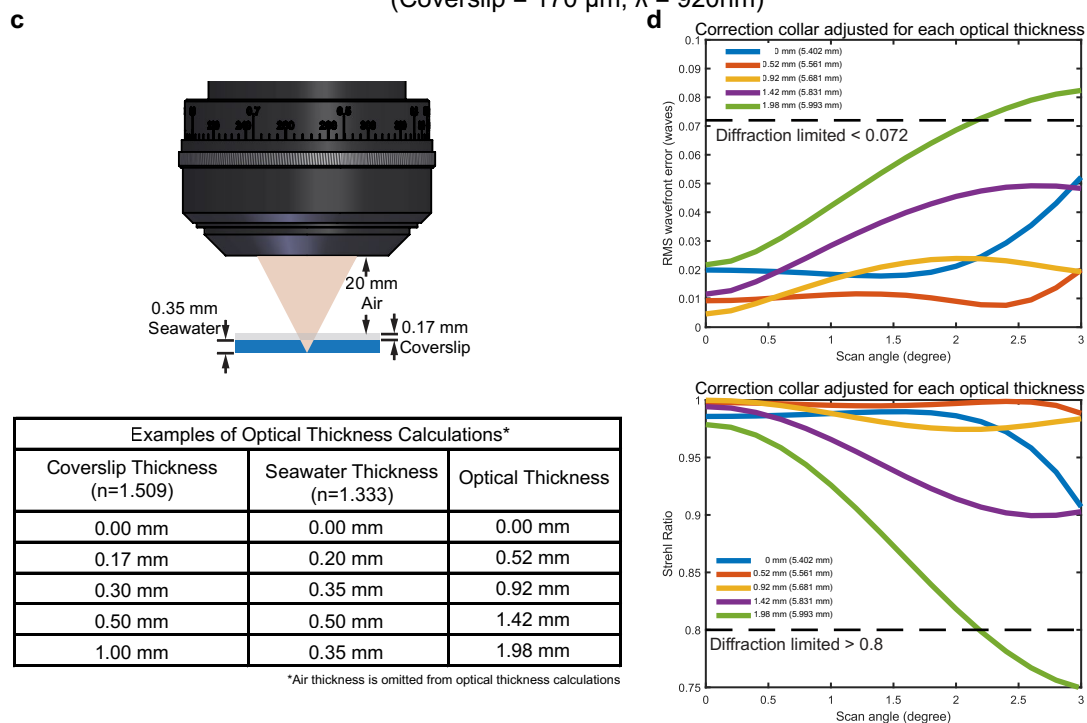 (Coverslip = 170 μm, λ = 920nm)
c
0.35 mm
Seawater
20 mm
Air
0.17 mm
Coverslip
Examples of Optical Thickness Calculations*
Coverslip Thickness (n=1.509) Seawater Thickness (n=1.333) Optical Thickness
0.00 mm 0.00 mm 0.00 mm
0.17 mm 0.20 mm 0.52 mm
0.30 mm 0.35 mm 0.92 mm
0.50 mm 0.50 mm 1.42 mm
1.00 mm 0.35 mm 1.98 mm
*Air thickness is omitted from optical thickness calculations
d
Correction collar adjusted for each optical thickness
0.1
0.09
0.08
0.07
0.06
0.05
0.04
0.03
0.02
0.01
0
RMS wavefront error (waves)
0 mm (5.402 mm)
0.52 mm (5.561 mm)
0.92 mm (5.681 mm)
1.42 mm (5.831 mm)
1.98 mm (5.993 mm)
Diffraction limited < 0.072
0 0.5 1 1.5 2 2.5 3
Scan angle (degree)
Correction collar adjusted for each optical thickness
1
0.95
0.9
0.85
0.8
0.75
Strehl Ratio
0 mm (5.402 mm)
0.52 mm (5.561 mm)
0.92 mm (5.681 mm)
1.42 mm (5.831 mm)
1.98 mm (5.993 mm)
Diffraction limited > 0.8
0 0.5 1 1.5 2 2.5 3
Scan angle (degree)